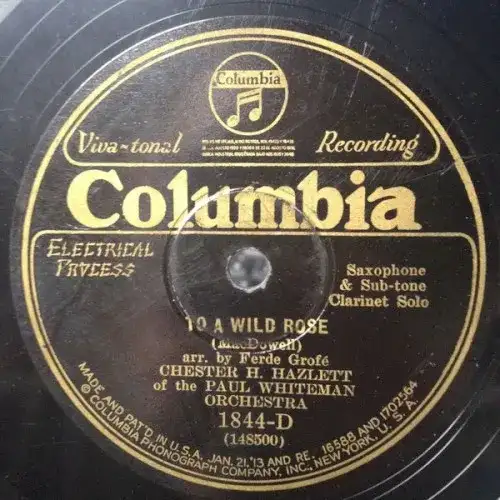 Columbia
Viva-tonal Recording
Columbia
ELECTRICAL
PROCESS
Saxophone
& Sub-tone
Clarinet Solo
TO A WILD ROSE
(MacDowell)
arr. by Ferde Grofé
CHESTER H. HAZLETT
of the PAUL WHITEMAN
ORCHESTRA
1844-D
(148500)
MADE AND PAT'D IN U.S.A. JAN. 21, '13 AND RE. 16588 AND 1702564
© COLUMBIA PHONOGRAPH COMPANY, INC., NEW YORK, U.S.A.